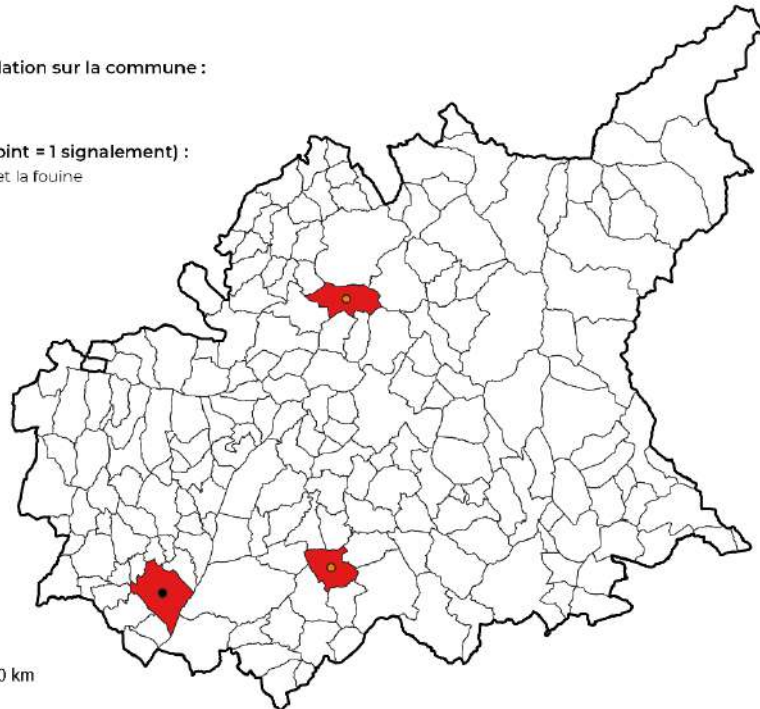 lation sur la commune :
oint = 1 signalement) :
et la fouine
0 km